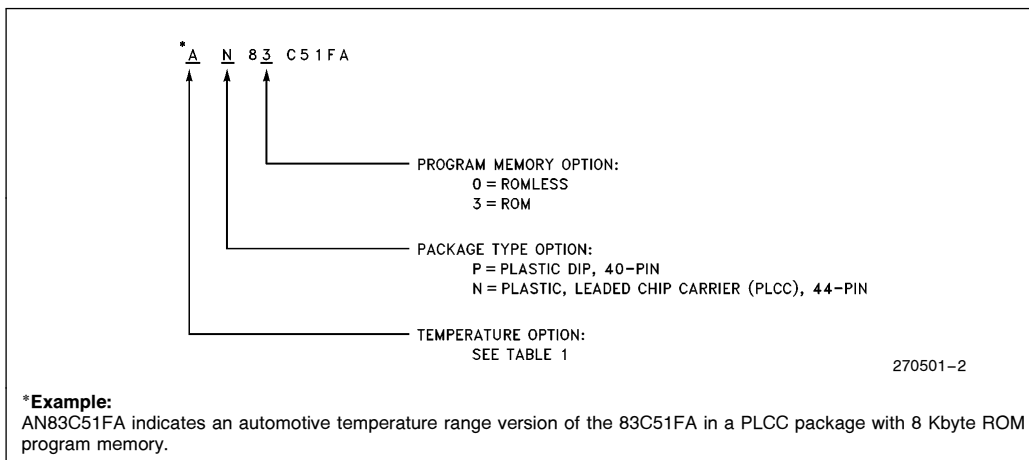 *A N 83 C51FA
PROGRAM MEMORY OPTION:
0 = ROMLESS
3 = ROM
PACKAGE TYPE OPTION:
P = PLASTIC DIP, 40-PIN
N = PLASTIC, LEADED CHIP CARRIER (PLCC), 44-PIN
TEMPERATURE OPTION:
SEE TABLE 1
270501–2
*Example:
AN83C51FA indicates an automotive temperature range version of the 83C51FA in a PLCC package with 8 Kbyte ROM
program memory.